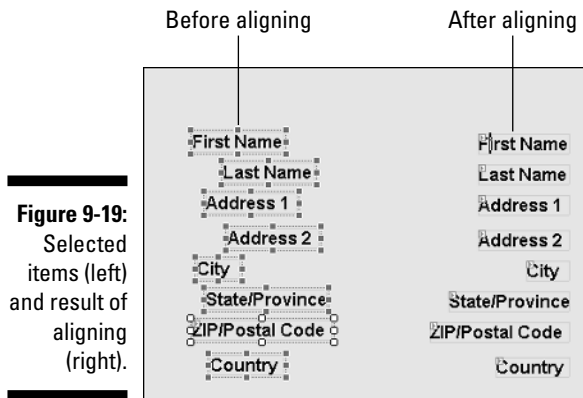 Before aligning
After aligning
First Name
Last Name
Address 1
Address 2
City
State/Province
ZIP/Postal Code
Country
First Name
Last Name
Address 1
Address 2
City
State/Province
ZIP/Postal Code
Country
Figure 9-19:
Selected
items (left)
and result of
aligning
(right).